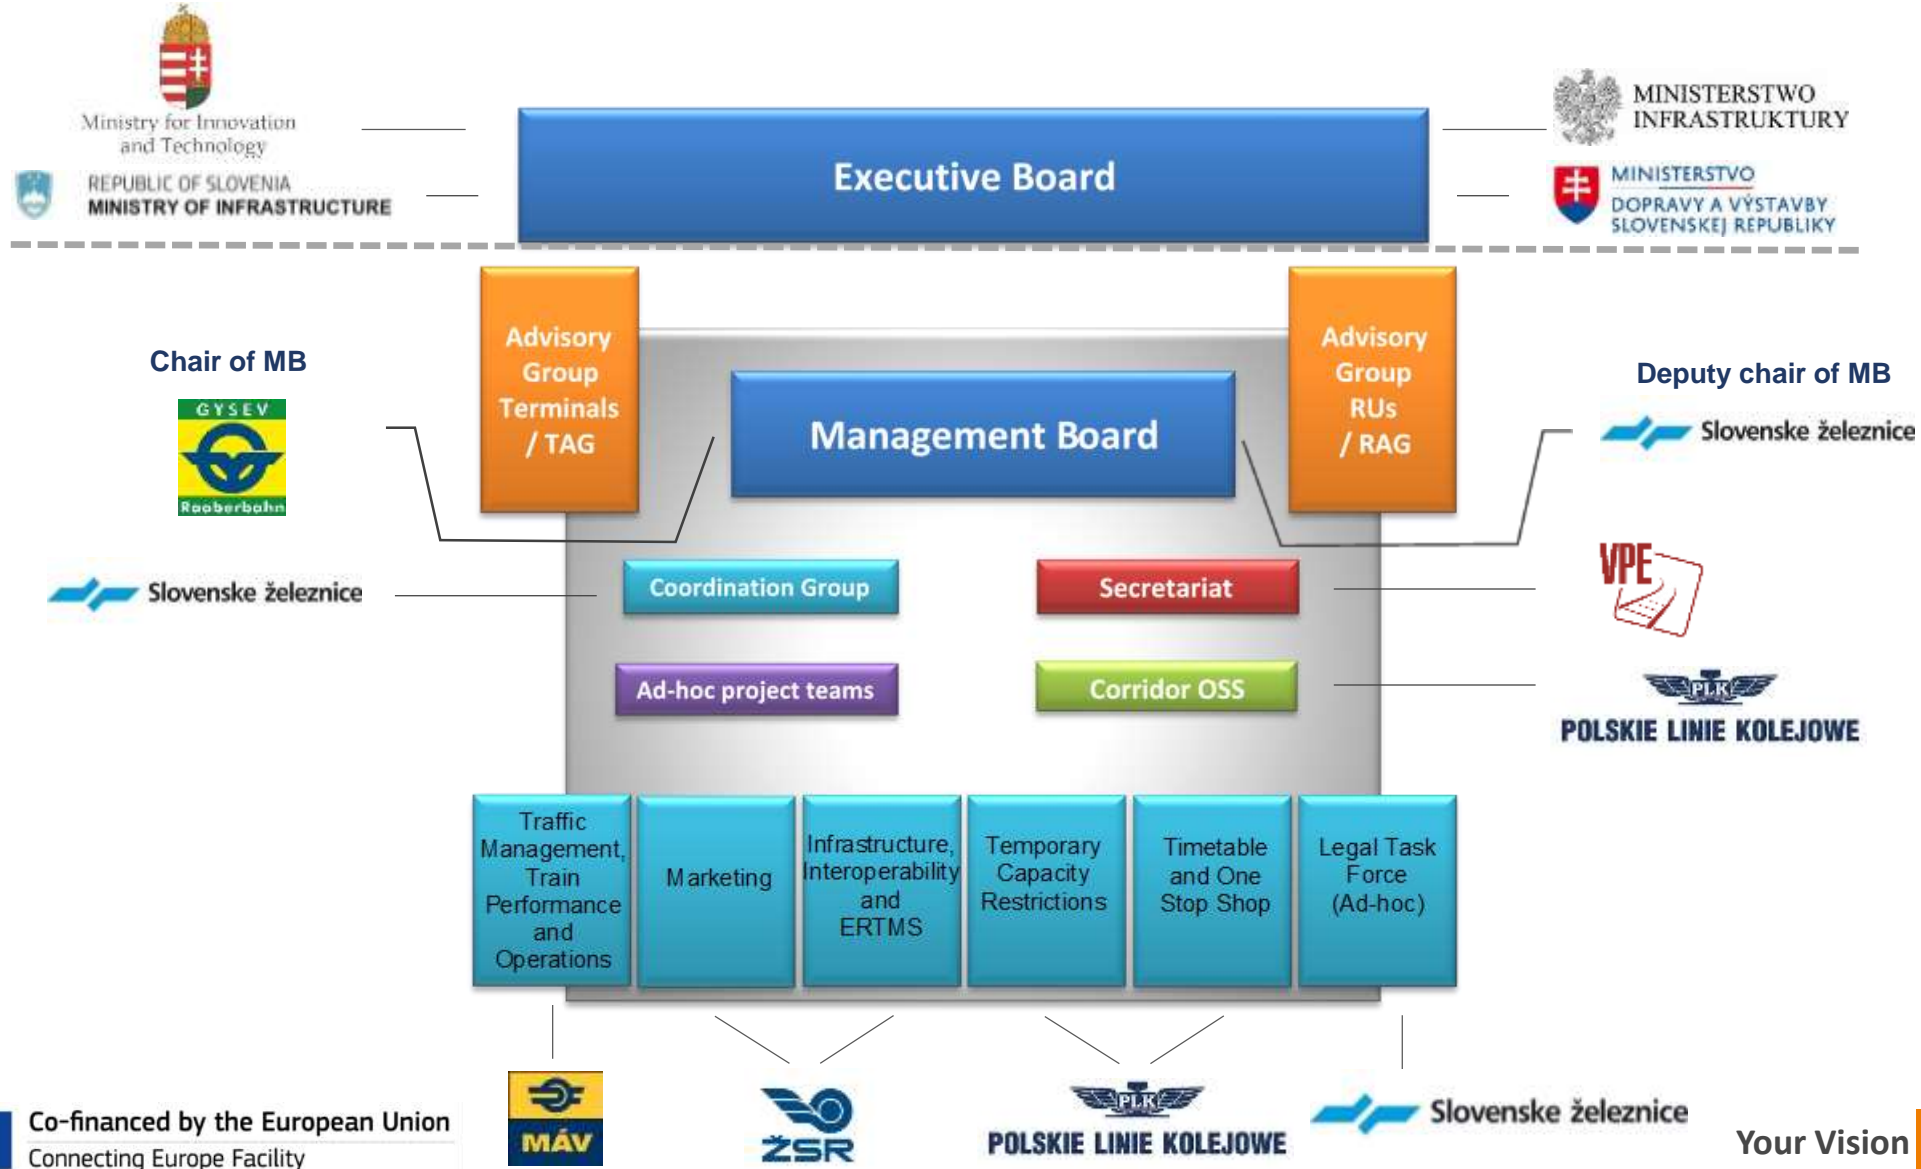 Ministry for Innovation
and Technology
REPUBLIC OF SLOVENIA
MINISTRY OF INFRASTRUCTURE
Executive Board
MINISTERSTWO
INFRASTRUKTURY
MINISTERSTVO
DOPRAVY A VÝSTAVBY
SLOVENSKEJ REPUBLIKY
Chair of MB
GYSEV
Raaberbahn
Advisory
Group
Terminals
/ TAG
Management Board
Advisory
Group
RUs
/ RAG
Deputy chair of MB
Slovenske železnice
Slovenske železnice
Coordination Group
Secretariat
VPE
Ad-hoc project teams
Corridor OSS
PLK
POLSKIE LINIE KOLEJOWE
Traffic
Management,
Train
Performance
and
Operations
Marketing
Infrastructure,
Interoperability
and
ERTMS
Temporary
Capacity
Restrictions
Timetable
and One
Stop Shop
Legal Task
Force
(Ad-hoc)
MÁV
ŽSR
PLK
POLSKIE LINIE KOLEJOWE
Slovenske železnice
Co-financed by the European Union
Connecting Europe Facility
Your Vision